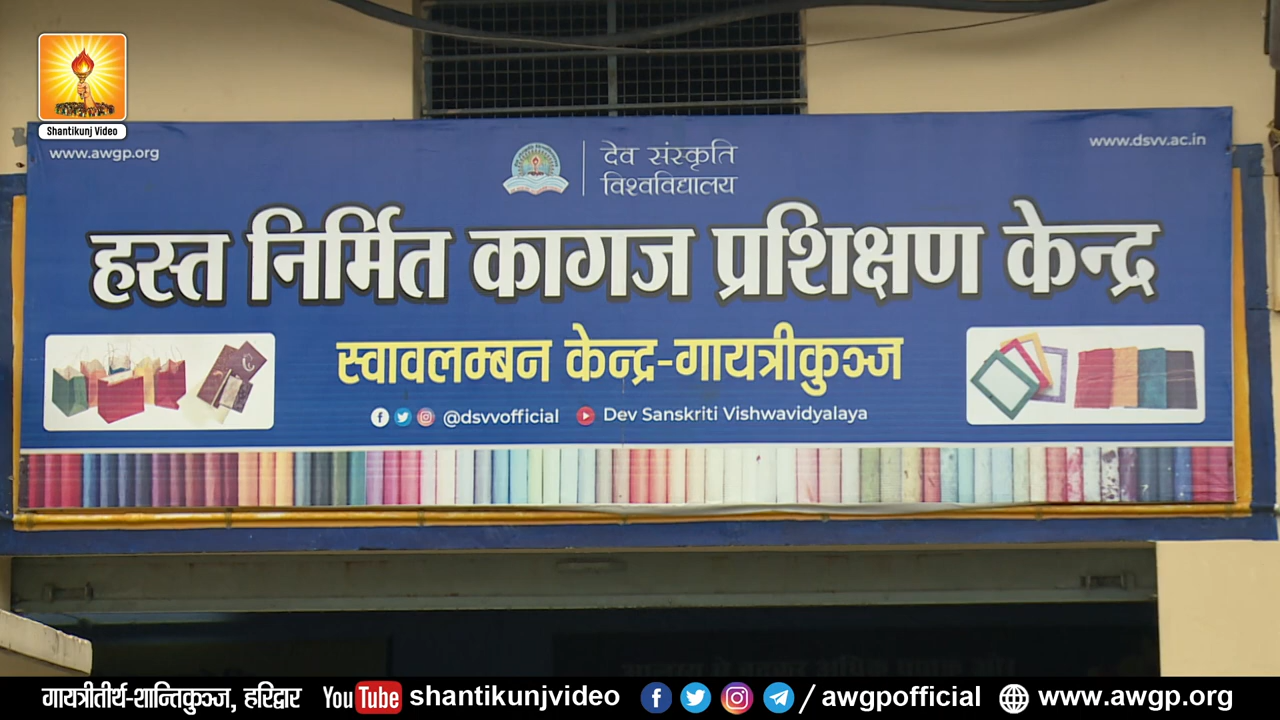 Shantikunj Video
www.awgp.org
www.dsvv.ac.in
देव संस्कृति
विश्वविद्यालय
हस्त निर्मित कागज प्रशिक्षण केन्द्र
स्वावलम्बन केन्द्र-गायत्रीकुञ्ज
@dsvvofficial Dev Sanskriti Vishwavidyalaya
गायत्रीतीर्थ-शान्तिकुञ्ज, हरिद्वार YouTube shantikunjvideo /awgpofficial www.awgp.org